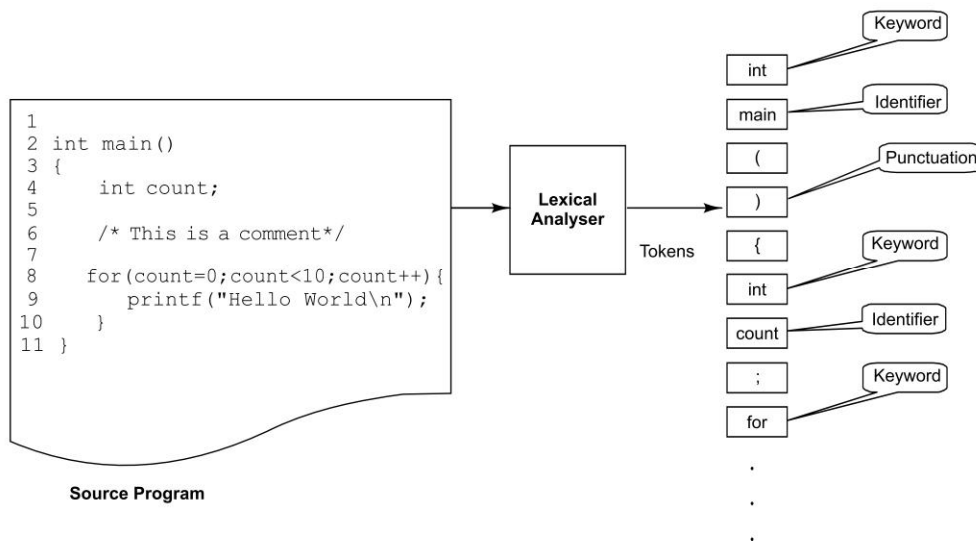 1
2 int main()
3 {
4 int count;
5
6 /* This is a comment*/
7
8 for(count=0;count<10;count++){
9 printf("Hello World\n");
10 }
11 }
Source Program
Lexical
Analyser
Tokens
int
Keyword
main
Identifier
(
)
Punctuation
{
int
Keyword
count
Identifier
;
for
Keyword
.
.
.